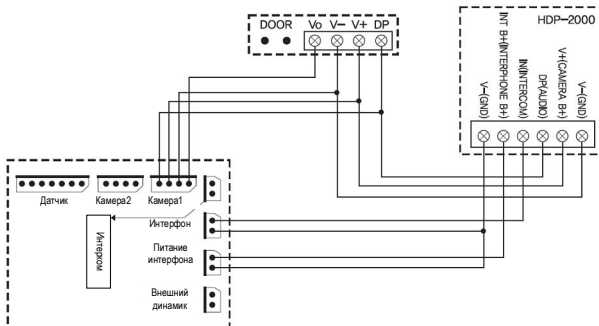 DOOR Vo V– V+ DP
HDP-2000
V–(GND)
INT B+(INTERPHONE B+)
IN(INTERCOM)
DP(AUDIO)
V+(CAMERA B+)
V–(GND)
Датчик
Камера2
Камера1
Интерфон
Интерком
Питание
интерфона
Внешний
динамик